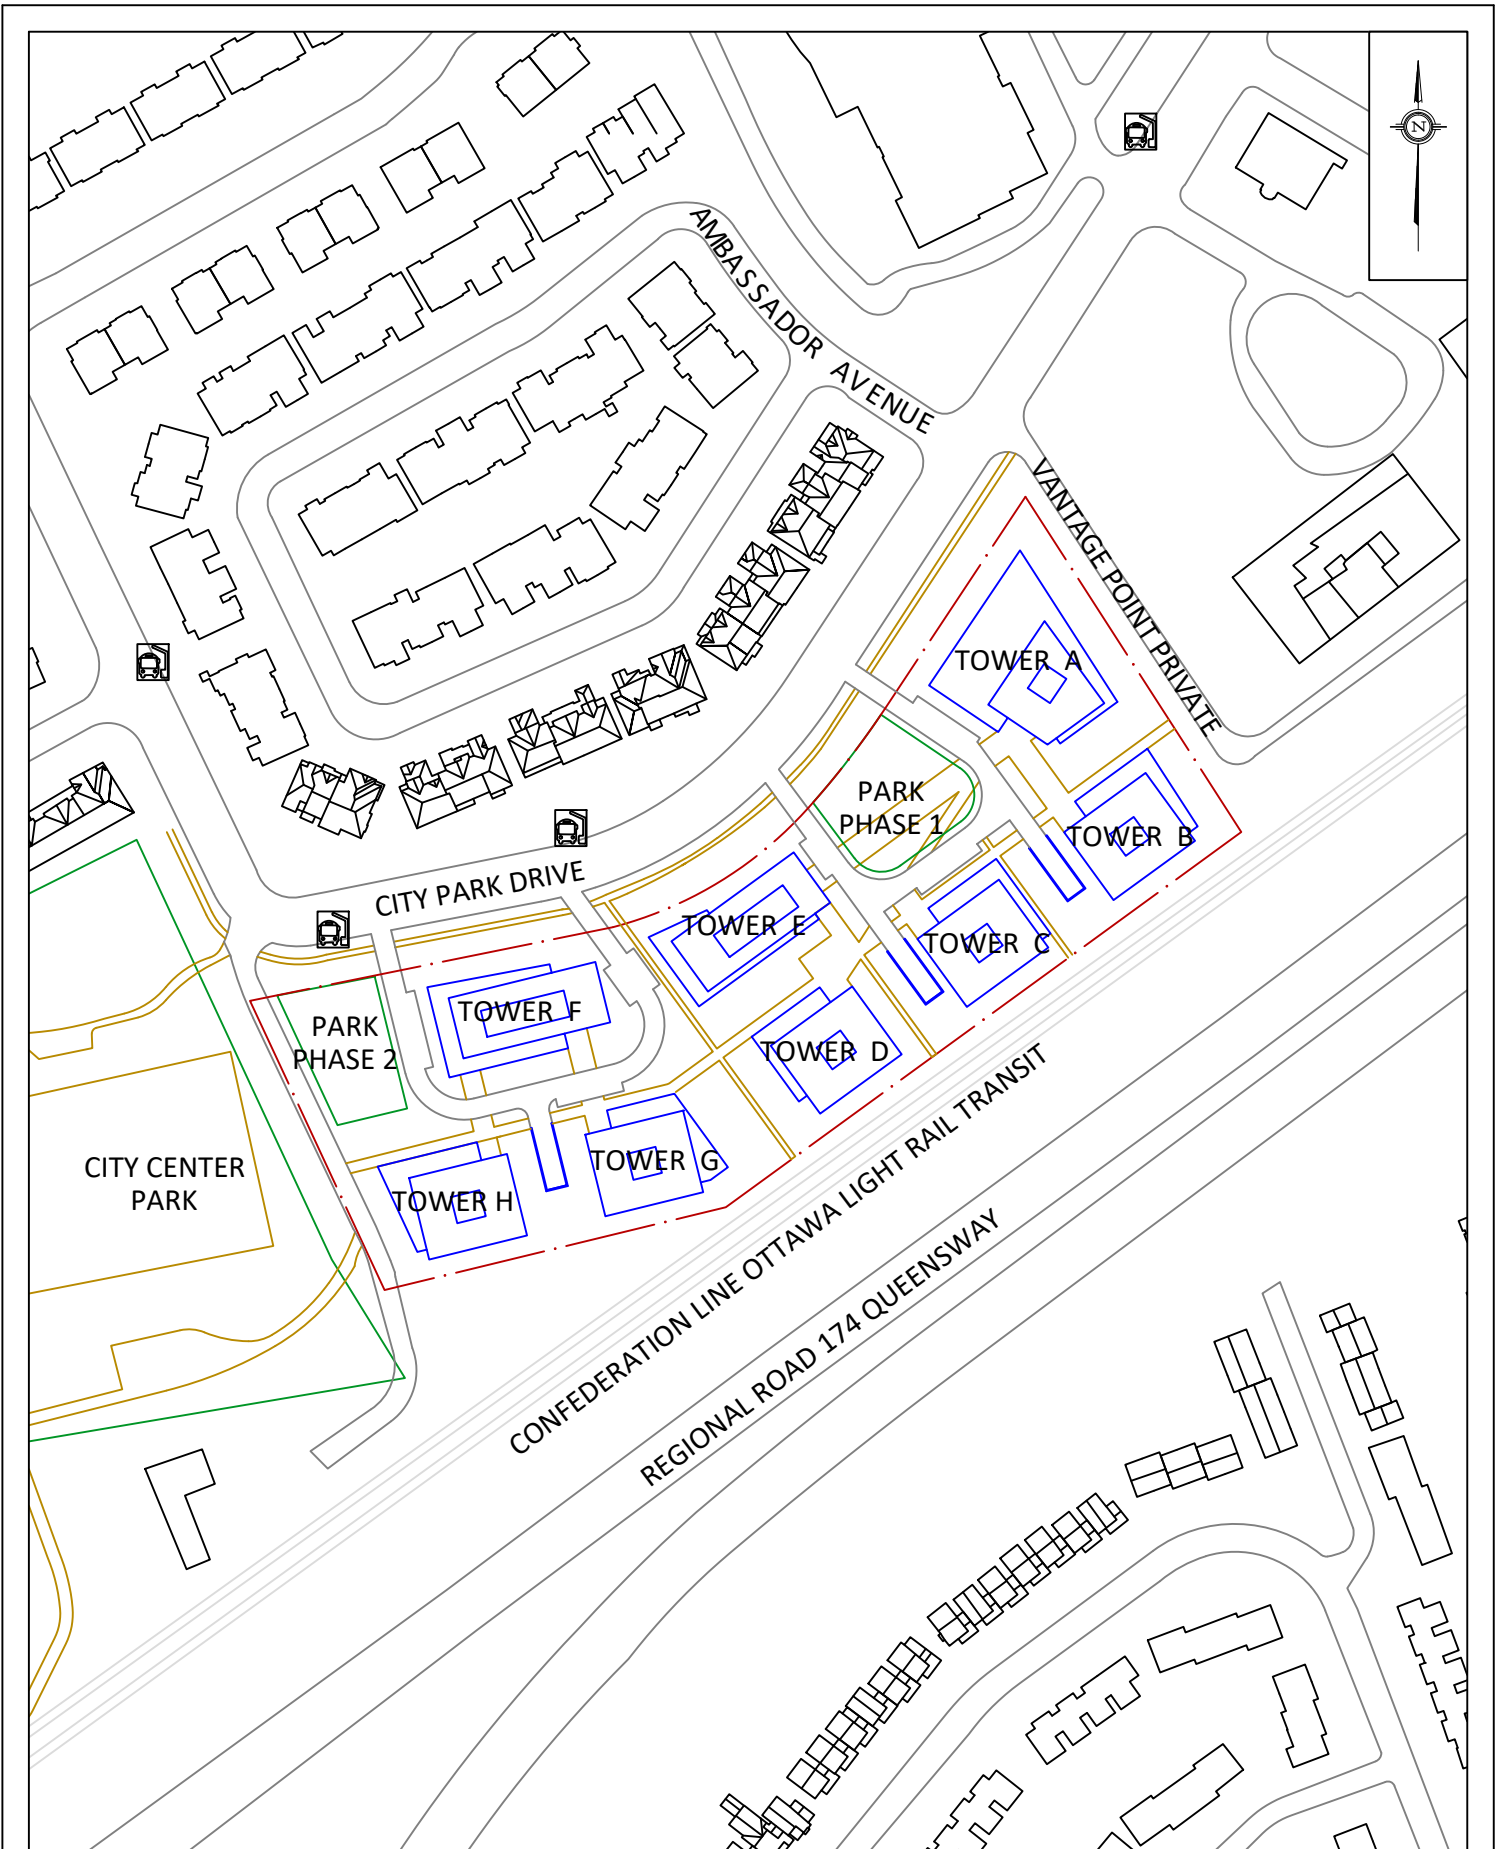 N
AMBASSADOR AVENUE
VANTAGE POINT PRIVATE
TOWER A
PARK
PHASE 1
TOWER B
CITY PARK DRIVE
TOWER E
TOWER C
TOWER F
PARK
PHASE 2
TOWER D
CITY CENTER
PARK
TOWER G
TOWER H
CONFEDERATION LINE OTTAWA LIGHT RAIL TRANSIT
REGIONAL ROAD 174 QUEENSWAY